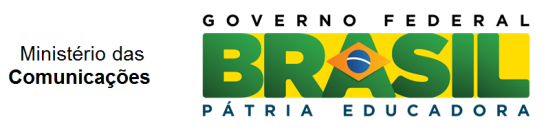 Ministério das
Comunicações
GOVERNO FEDERAL
BRASIL
PÁTRIA EDUCADORA